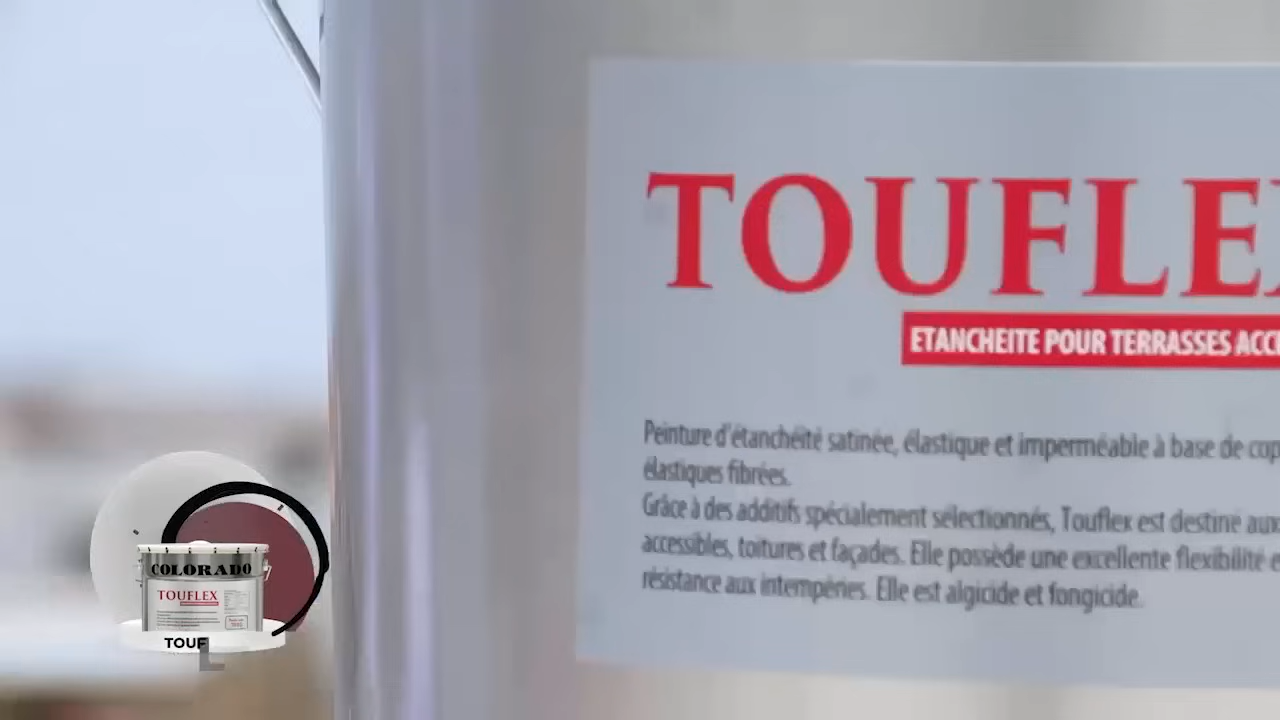 TOUFLE
ETANCHEITE POUR TERRASSES ACC
Peinture d'étanchéité satinée, élastique et imperméable à base de cop
élastiques fibrées.
Grâce à des additifs spécialement sélectionnés, Touflex est destiné aux
accessibles, toitures et façades. Elle possède une excellente flexibilité e
résistance aux intempéries. Elle est algicide et fongicide.
COLORADO
TOUFLEX
TOUFL